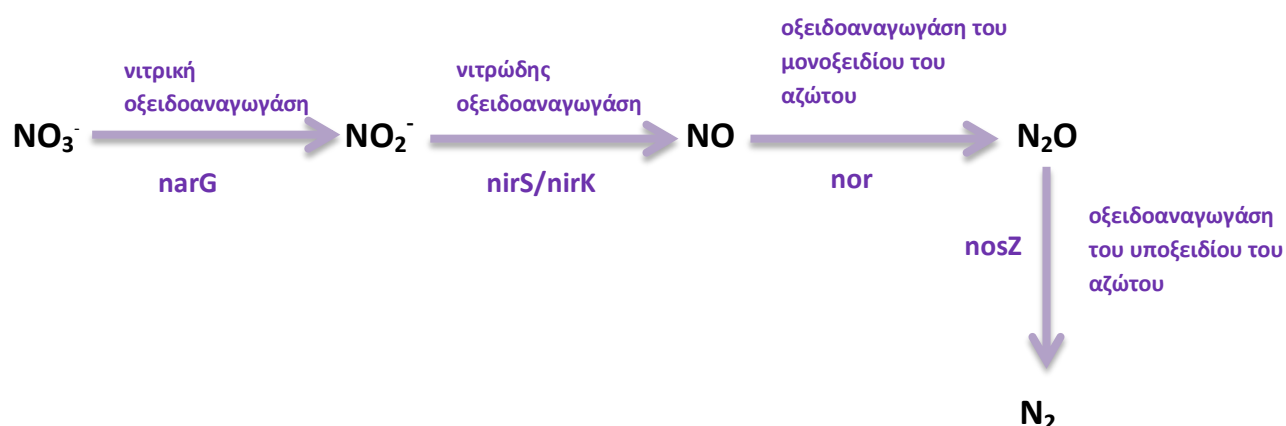 νιτρική
οξειδοαναγωγάση
νιτρώδης
οξειδοαναγωγάση
οξειδοαναγωγάση του
μονοξειδίου του
αζώτου
NO₃⁻
NO₂⁻
NO
N₂O
narG
nirS/nirK
nor
nosZ
οξειδοαναγωγάση
του υποξειδίου του
αζώτου
N₂